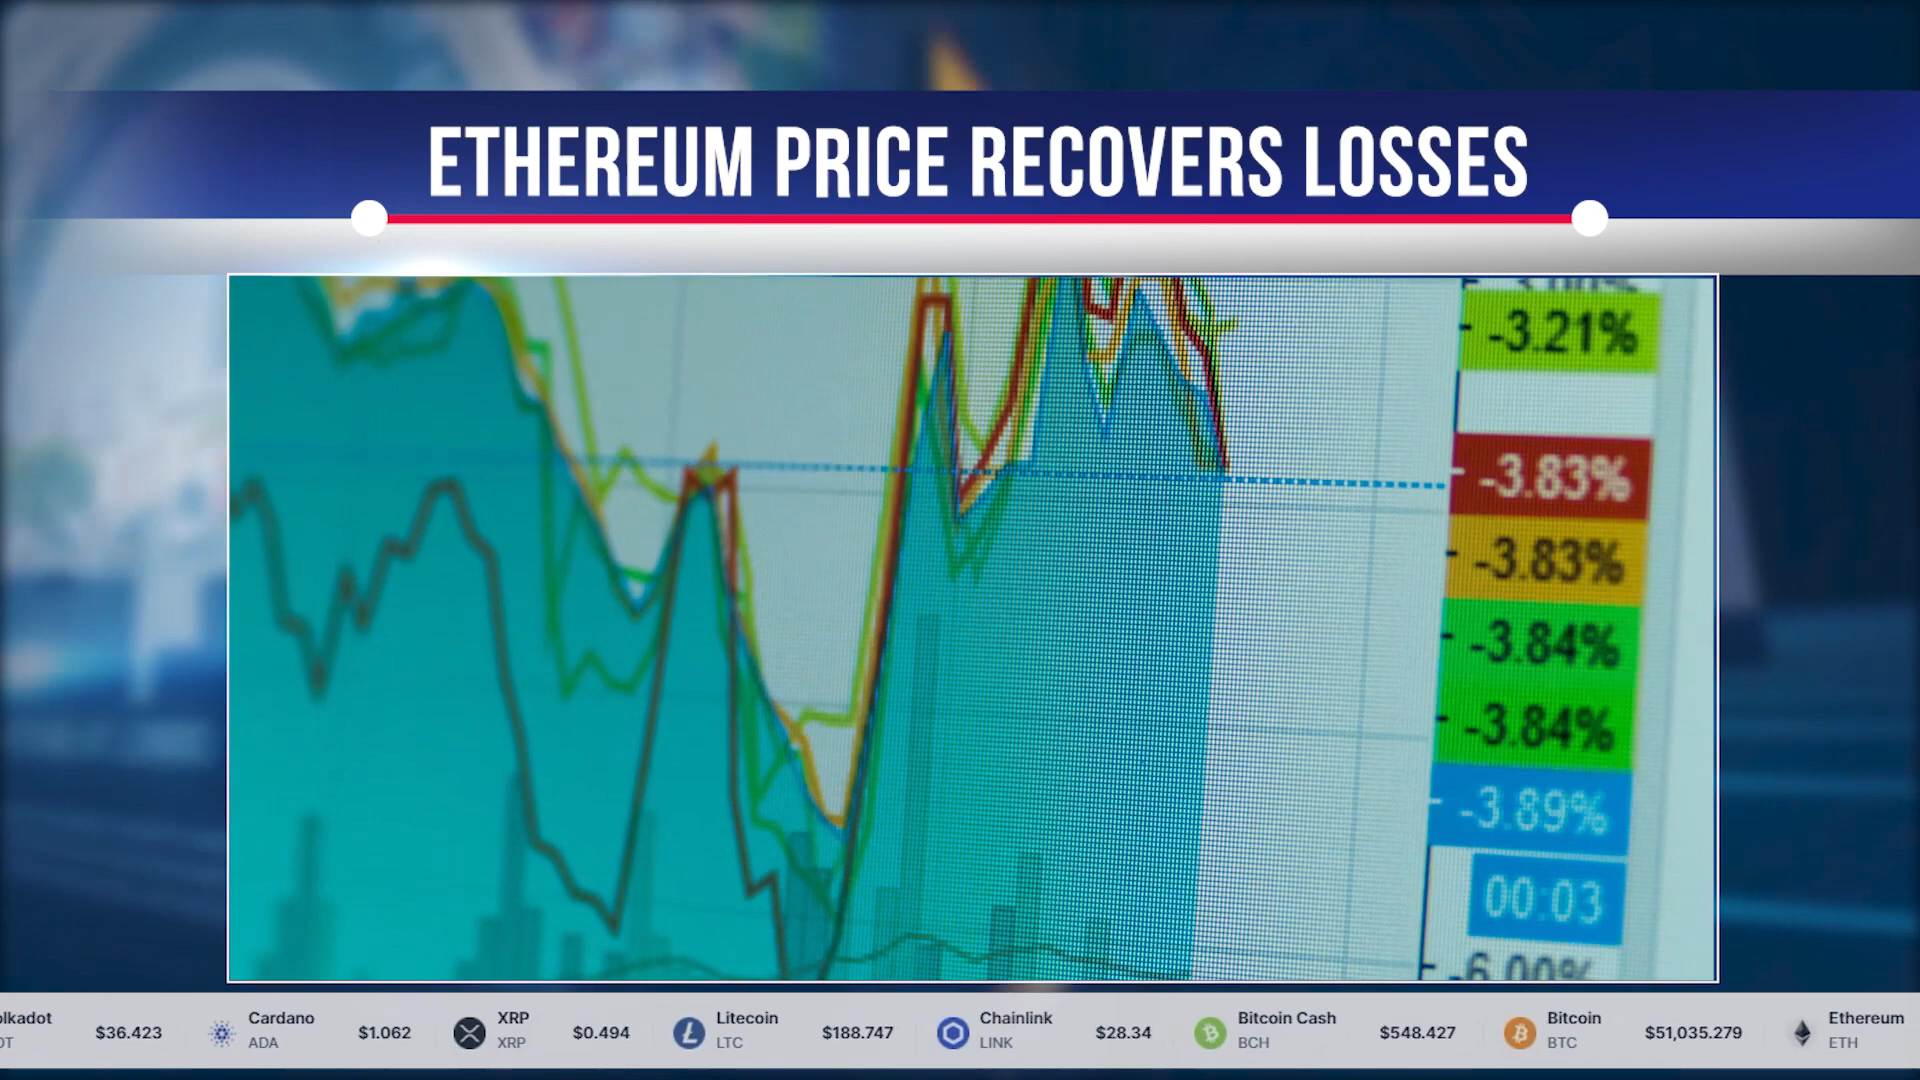 ETHEREUM PRICE RECOVERS LOSSES
-3.21%
-3.83%
-3.83%
-3.84%
-3.84%
-3.89%
00:03
-6.00%
$36.423
Cardano
ADA
$1.062
XRP
XRP
$0.494
Litecoin
LTC
$188.747
Chainlink
LINK
$28.34
Bitcoin Cash
BCH
$548.427
Bitcoin
BTC
$51,035.279
Ethereum
ETH